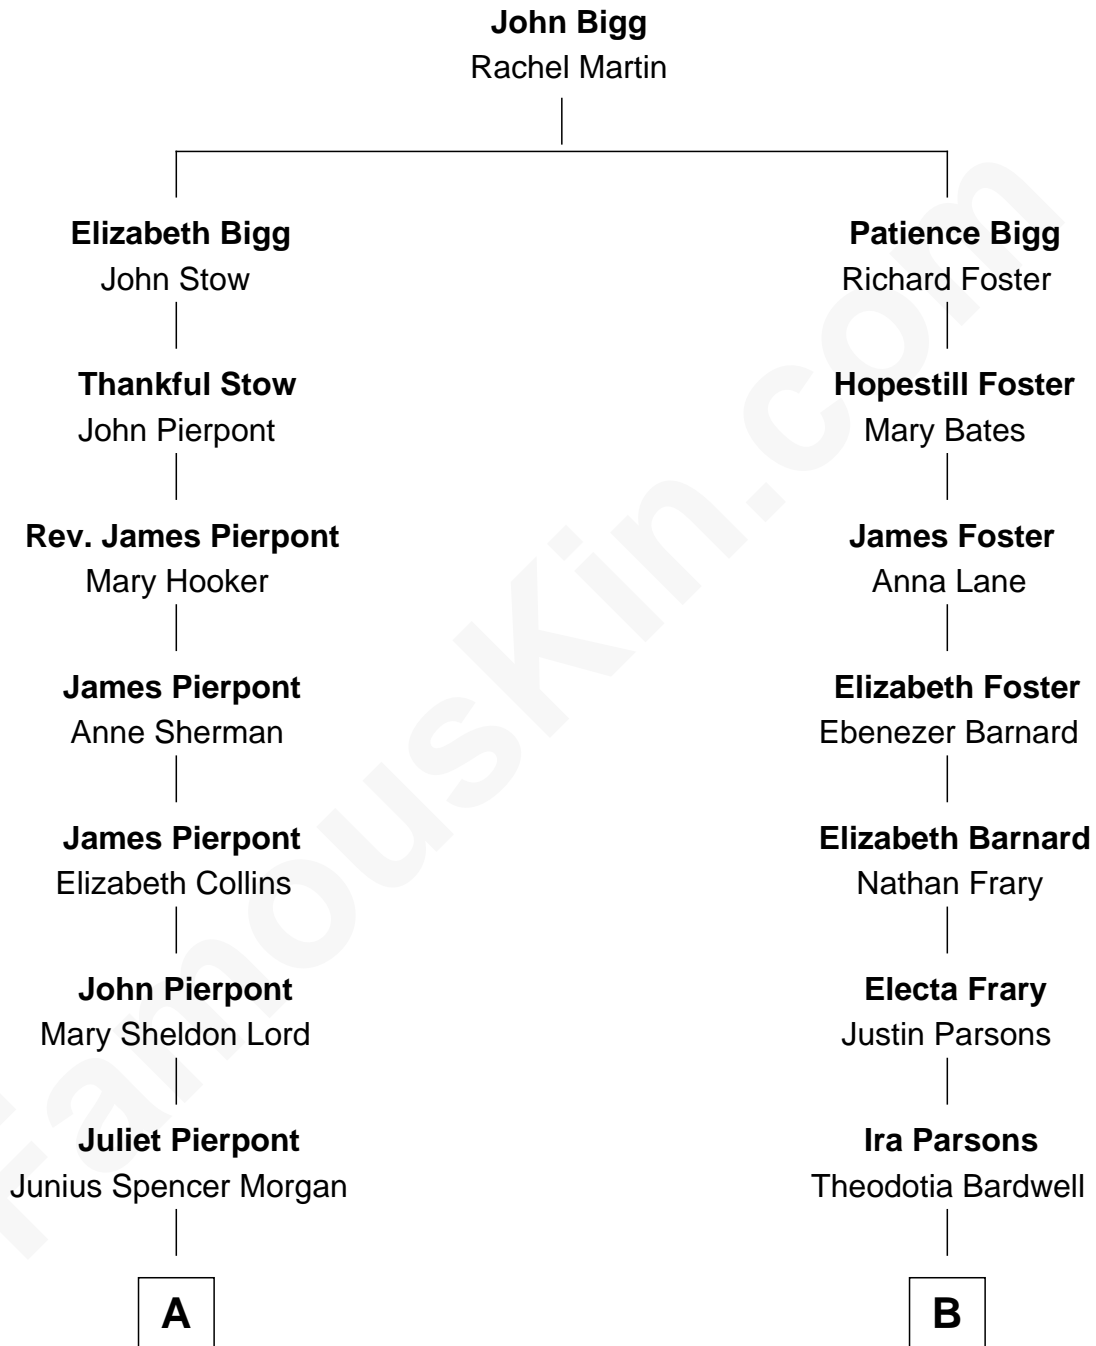 John Bigg
Rachel Martin
Elizabeth Bigg
John Stow
Patience Bigg
Richard Foster
Thankful Stow
John Pierpont
Hopestill Foster
Mary Bates
Rev. James Pierpont
Mary Hooker
James Foster
Anna Lane
James Pierpont
Anne Sherman
Elizabeth Foster
Ebenezer Barnard
James Pierpont
Elizabeth Collins
Elizabeth Barnard
Nathan Frary
John Pierpont
Mary Sheldon Lord
Electa Frary
Justin Parsons
Juliet Pierpont
Junius Spencer Morgan
Ira Parsons
Theodotia Bardwell
A
B
FamousKin.com